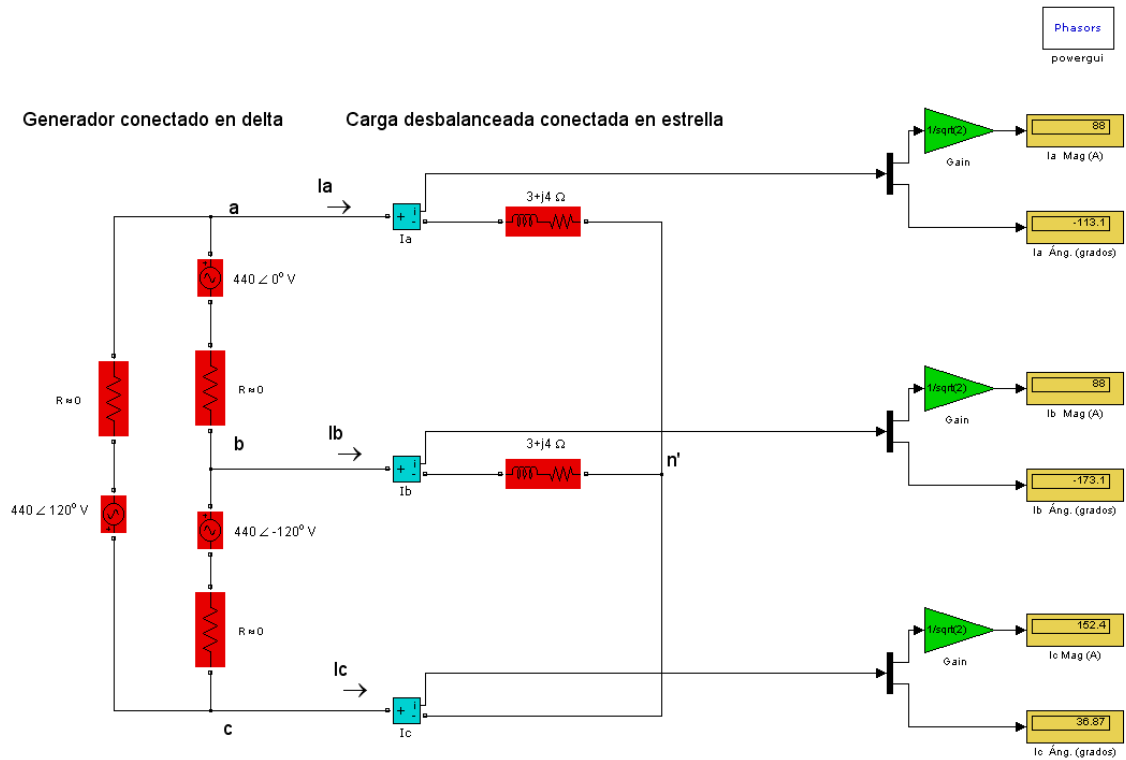 Phasors
powergui
Generador conectado en delta
Carga desbalanceada conectada en estrella
1/sqrt(2)
Gain
88
Ia Mag (A)
Ia
a
3+j4 Ω
+
i
-
Ia
-113.1
Ia Áng. (grados)
+
440 ∠ 0º V
R ≈ 0
R ≈ 0
1/sqrt(2)
Gain
88
Ib Mag (A)
b
Ib
3+j4 Ω
+
i
-
Ib
n'
-173.1
Ib Áng. (grados)
440 ∠ 120º V
+
+
440 ∠ -120º V
R ≈ 0
1/sqrt(2)
Gain
152.4
Ic Mag (A)
Ic
c
+
i
-
Ic
36.87
Ic Áng. (grados)